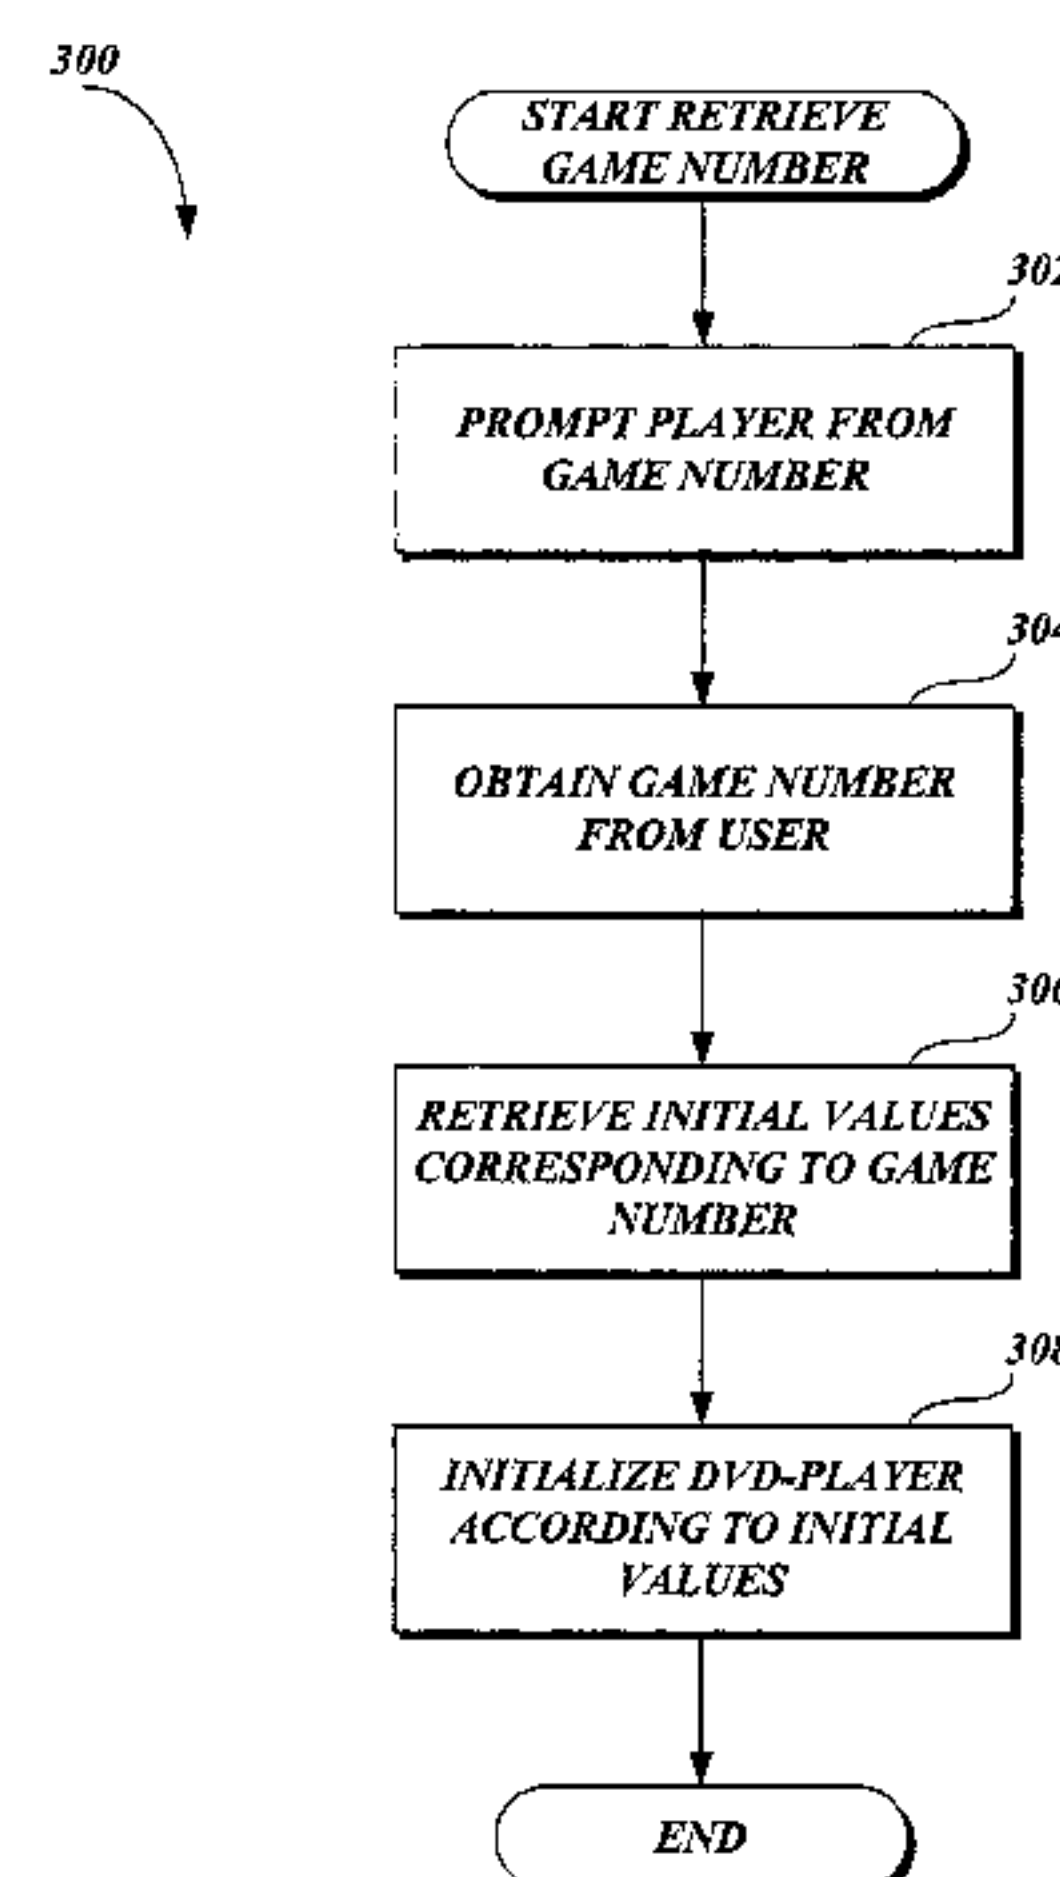 300
START RETRIEVE
GAME NUMBER
302
PROMPT PLAYER FROM
GAME NUMBER
304
OBTAIN GAME NUMBER
FROM USER
306
RETRIEVE INITIAL VALUES
CORRESPONDING TO GAME
NUMBER
308
INITIALIZE DVD-PLAYER
ACCORDING TO INITIAL
VALUES
END